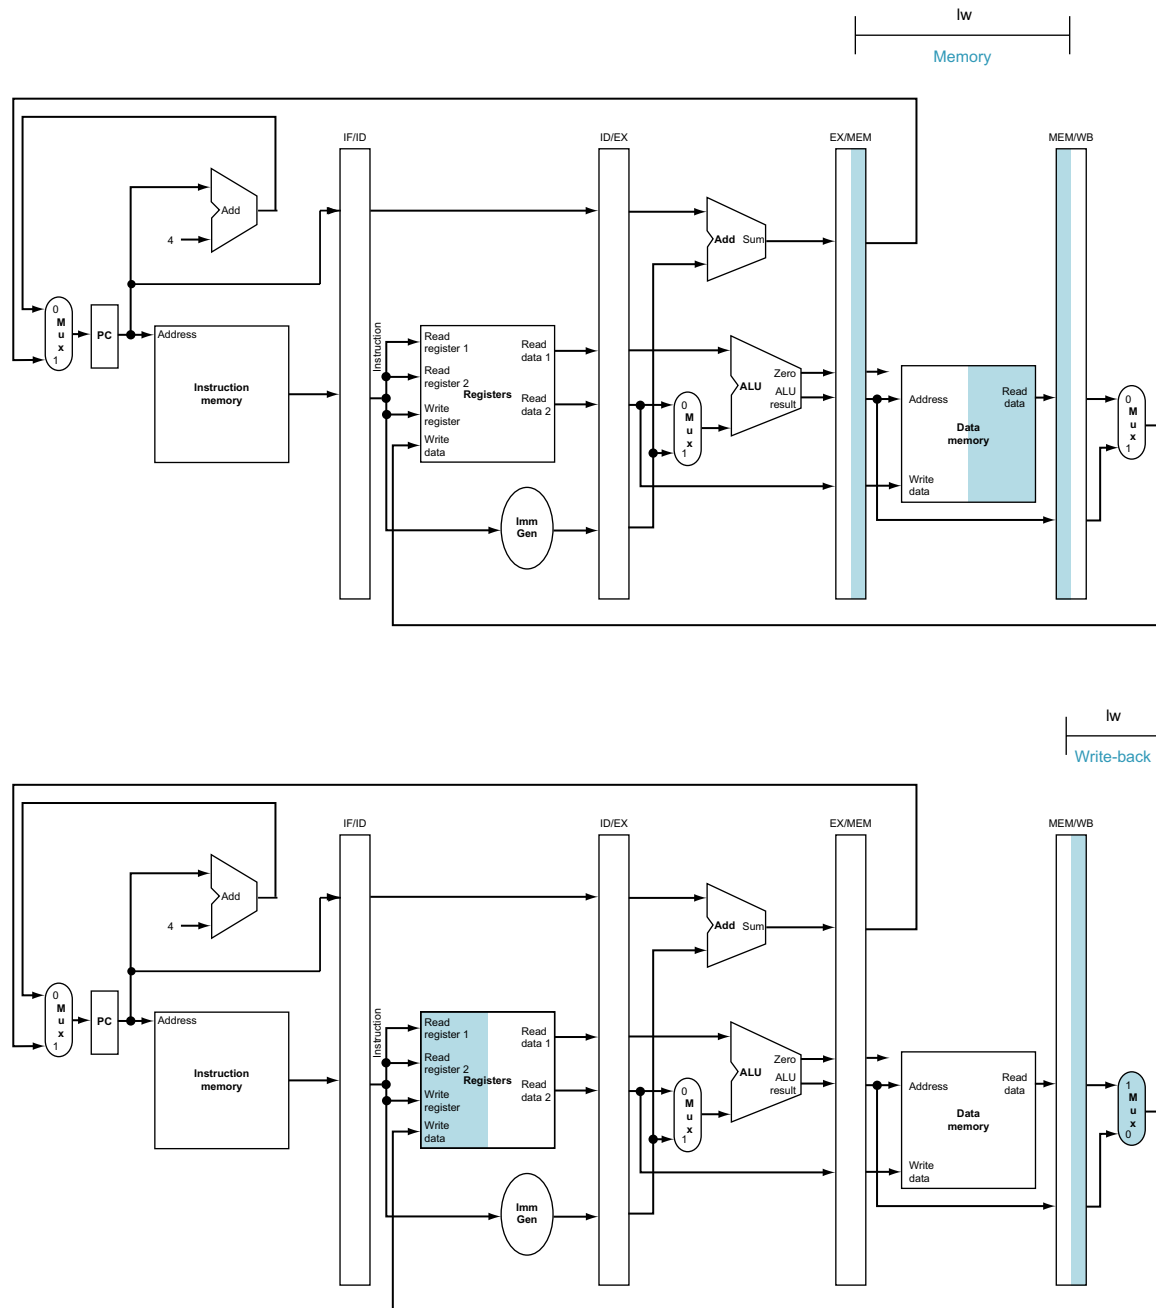 lw
Memory
IF/ID
ID/EX
EX/MEM
MEM/WB
Add
4
Add Sum
0
M
u
x
1
PC
Address
Instruction
memory
Instruction
Read
register 1
Read
register 2
Write
register
Write
data
Registers
Read
data 1
Read
data 2
Imm
Gen
0
M
u
x
1
Zero
ALU
ALU
result
Address
Read
data
Data
memory
Write
data
0
M
u
x
1
lw
Write-back
IF/ID
ID/EX
EX/MEM
MEM/WB
Add
4
Add Sum
0
M
u
x
1
PC
Address
Instruction
memory
Instruction
Read
register 1
Read
register 2
Write
register
Write
data
Registers
Read
data 1
Read
data 2
Imm
Gen
0
M
u
x
1
Zero
ALU
ALU
result
Address
Read
data
Data
memory
Write
data
1
M
u
x
0